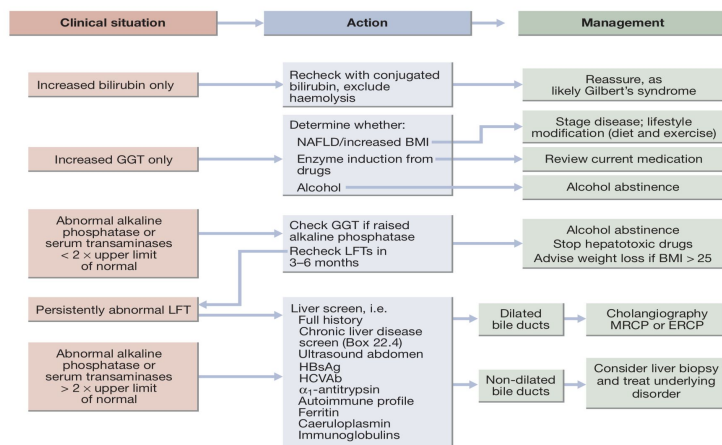 Clinical situation
Action
Management
Increased bilirubin only
Recheck with conjugated
bilirubin, exclude
haemolysis
Reassure, as
likely Gilbert's syndrome
Increased GGT only
Determine whether:
NAFLD/increased BMI
Enzyme induction from
drugs
Alcohol
Stage disease; lifestyle
modification (diet and exercise)
Review current medication
Alcohol abstinence
Abnormal alkaline
phosphatase or
serum transaminases
< 2 × upper limit
of normal
Check GGT if raised
alkaline phosphatase
Recheck LFTs in
3–6 months
Alcohol abstinence
Stop hepatotoxic drugs
Advise weight loss if BMI > 25
Persistently abnormal LFT
Abnormal alkaline
phosphatase or
serum transaminases
> 2 × upper limit
of normal
Liver screen, i.e.
Full history
Chronic liver disease
screen (Box 22.4)
Ultrasound abdomen
HBsAg
HCVAb
α₁-antitrypsin
Autoimmune profile
Ferritin
Caeruloplasmin
Immunoglobulins
Dilated
bile ducts
Cholangiography
MRCP or ERCP
Non-dilated
bile ducts
Consider liver biopsy
and treat underlying
disorder